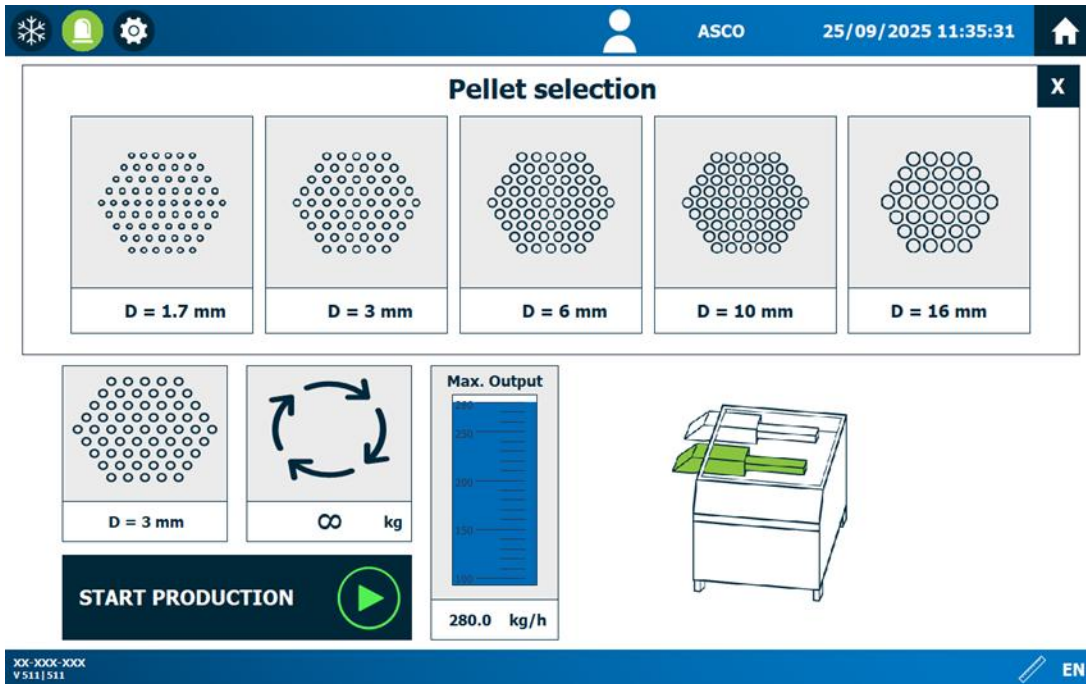 ASCO
25/09/2025 11:35:31
Pellet selection
X
D = 1.7 mm
D = 3 mm
D = 6 mm
D = 10 mm
D = 16 mm
D = 3 mm
∞ kg
Max. Output
280
250
200
150
100
280.0 kg/h
START PRODUCTION
XX-XXX-XXX
V 511|511
EN